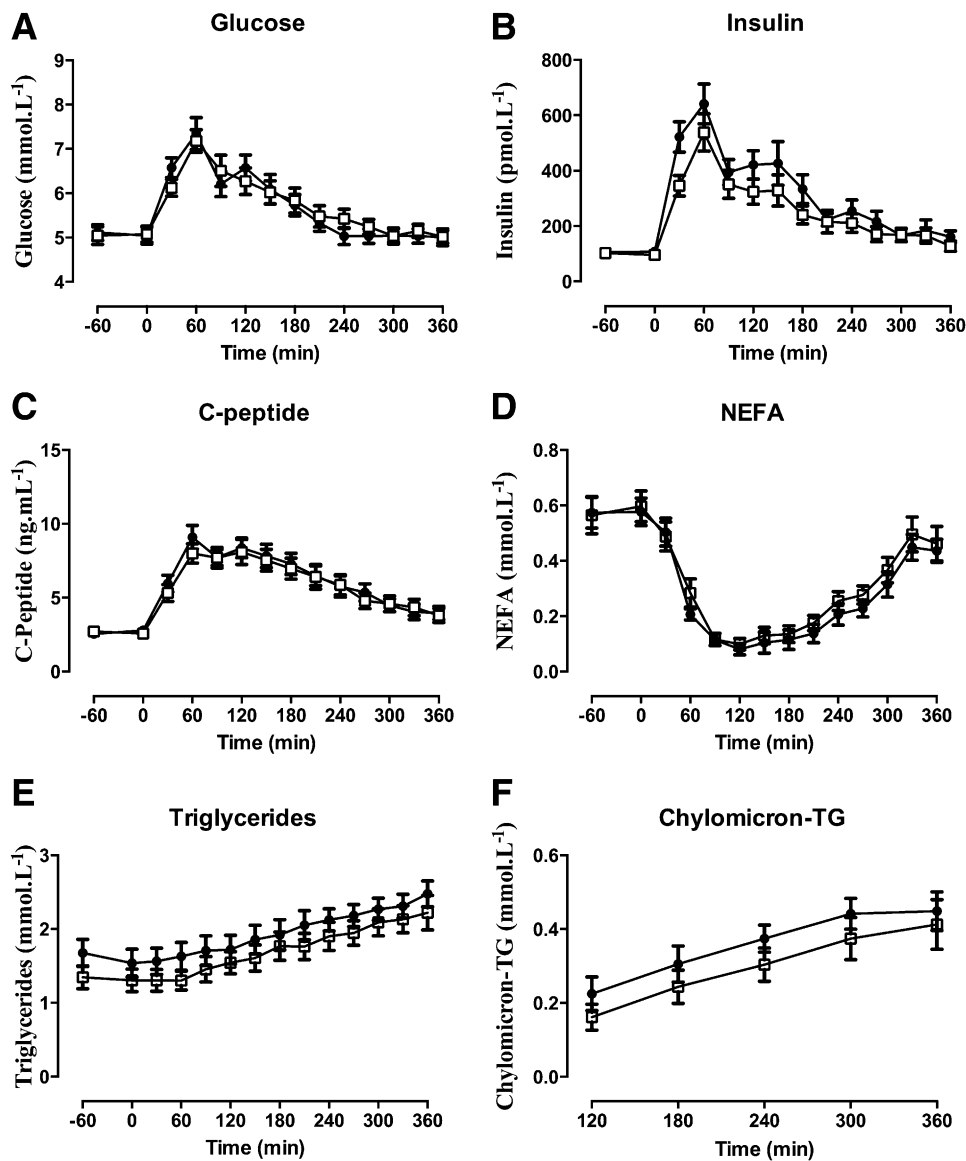 A Glucose
Glucose (mmol.L-1)
9
8
7
6
5
4
-60 0 60 120 180 240 300 360
Time (min)
B Insulin
Insulin (pmol.L-1)
800
600
400
200
0
-60 0 60 120 180 240 300 360
Time (min)
C C-peptide
C-Peptide (ng.mL-1)
15
10
5
0
-60 0 60 120 180 240 300 360
Time (min)
D NEFA
NEFA (mmol.L-1)
0.8
0.6
0.4
0.2
0.0
-60 0 60 120 180 240 300 360
Time (min)
E Triglycerides
Triglycerides (mmol.L-1)
3
2
1
0
-60 0 60 120 180 240 300 360
Time (min)
F Chylomicron-TG
Chylomicron-TG (mmol.L-1)
0.6
0.4
0.2
0.0
120 180 240 300 360
Time (min)